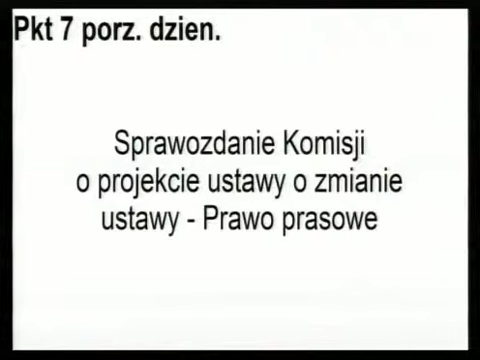 Pkt 7 porz. dzien.
Sprawozdanie Komisji
o projekcie ustawy o zmianie
ustawy - Prawo prasowe